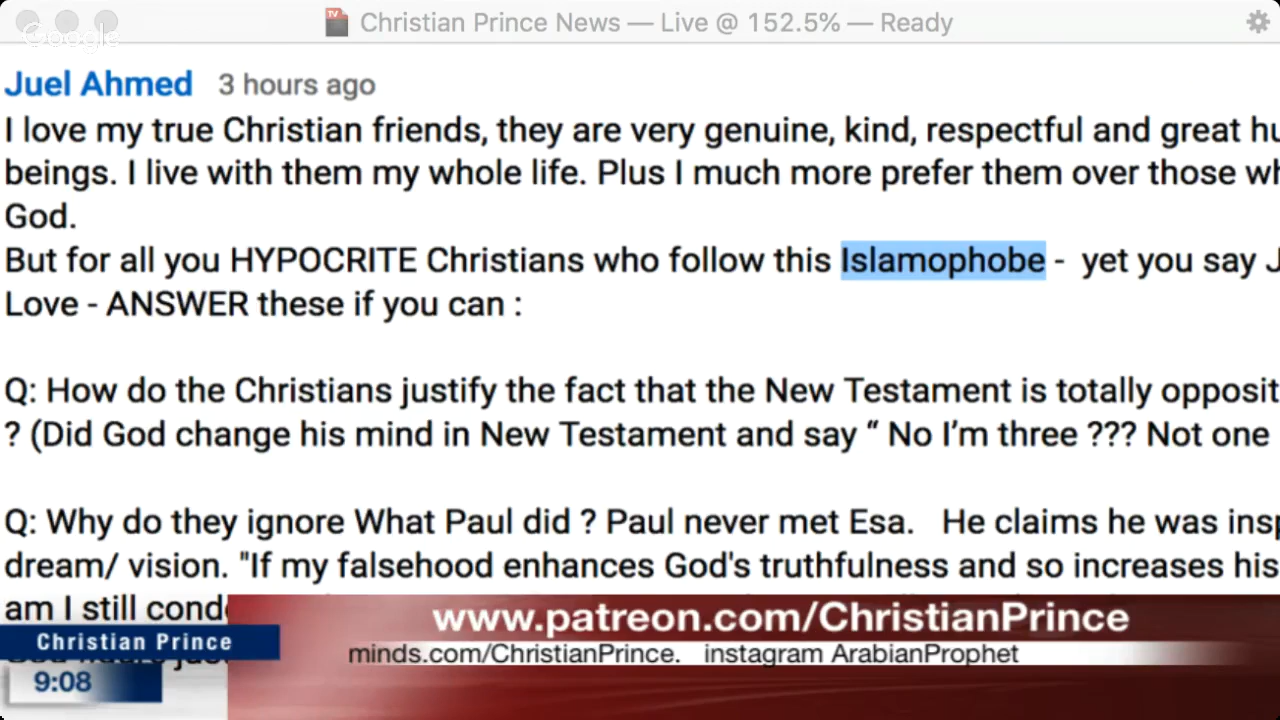 TV
Christian Prince News — Live @ 152.5% — Ready
Google
Juel Ahmed 3 hours ago
I love my true Christian friends, they are very genuine, kind, respectful and great hu
beings. I live with them my whole life. Plus I much more prefer them over those wh
God.
But for all you HYPOCRITE Christians who follow this Islamophobe - yet you say J
Love - ANSWER these if you can :
Q: How do the Christians justify the fact that the New Testament is totally opposit
? (Did God change his mind in New Testament and say “ No I’m three ??? Not one
Q: Why do they ignore What Paul did ? Paul never met Esa. He claims he was insp
dream/ vision. "If my falsehood enhances God's truthfulness and so increases his
am I still cond
www.patreon.com/ChristianPrince
Christian Prince
minds.com/ChristianPrince. instagram ArabianProphet
9:08